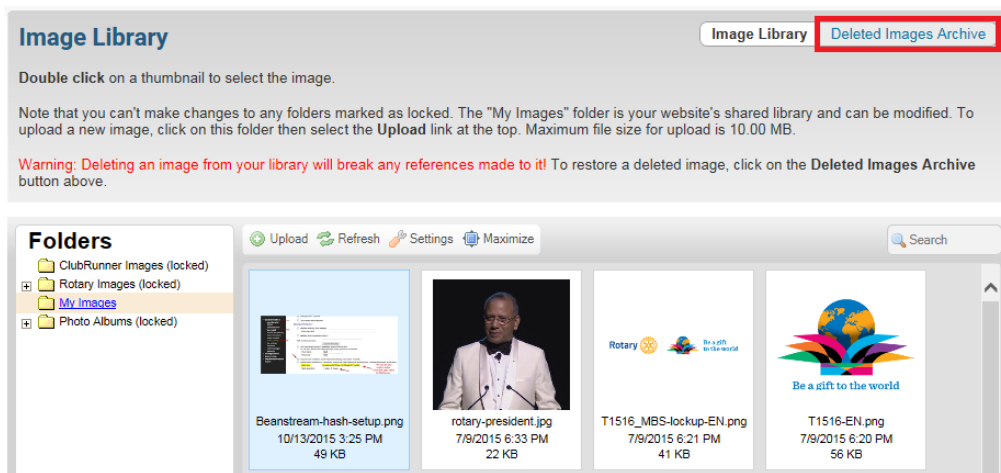 Image Library
Image Library
Deleted Images Archive
Double click on a thumbnail to select the image.
Note that you can't make changes to any folders marked as locked. The "My Images" folder is your website's shared library and can be modified. To
upload a new image, click on this folder then select the Upload link at the top. Maximum file size for upload is 10.00 MB.
Warning: Deleting an image from your library will break any references made to it! To restore a deleted image, click on the Deleted Images Archive
button above.
Folders
ClubRunner Images (locked)
Rotary Images (locked)
My Images
Photo Albums (locked)
Upload Refresh Settings Maximize
Search
Rotary
Be a gift
to the world
Be a gift to the world
Beanstream-hash-setup.png
10/13/2015 3:25 PM
49 KB
rotary-president.jpg
7/9/2015 6:33 PM
22 KB
T1516_MBS-lockup-EN.png
7/9/2015 6:21 PM
41 KB
T1516-EN.png
7/9/2015 6:20 PM
56 KB